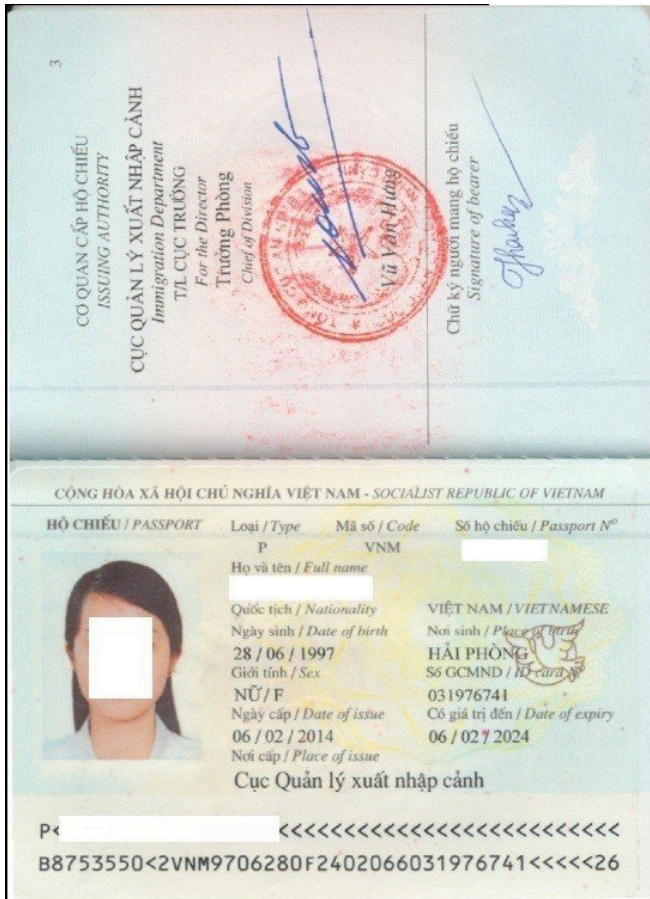 3
CƠ QUAN CẤP HỘ CHIẾU
ISSUING AUTHORITY
CỤC QUẢN LÝ XUẤT NHẬP CẢNH
Immigration Department
T/L CỤC TRƯỞNG
For the Director
Trưởng Phòng
Chief of Division
Vũ Văn Hưng
Chữ ký người mang hộ chiếu
Signature of bearer
CỘNG HÒA XÃ HỘI CHỦ NGHĨA VIỆT NAM - SOCIALIST REPUBLIC OF VIETNAM
HỘ CHIẾU / PASSPORT Loại / Type Mã số / Code Số hộ chiếu / Passport Nº
P VNM
Họ và tên / Full name
Quốc tịch / Nationality VIỆT NAM / VIETNAMESE
Ngày sinh / Date of birth Nơi sinh / Place of birth
28 / 06 / 1997 HẢI PHÒNG
Giới tính / Sex Số GCMND / ID card Nº
NỮ / F 031976741
Ngày cấp / Date of issue Có giá trị đến / Date of expiry
06 / 02 / 2014 06 / 02 / 2024
Nơi cấp / Place of issue
Cục Quản lý xuất nhập cảnh
P< <<<<<<<<<<<<<<<<<<<<<<<<<<
B8753550<2VNM9706280F2402066031976741<<<<<26